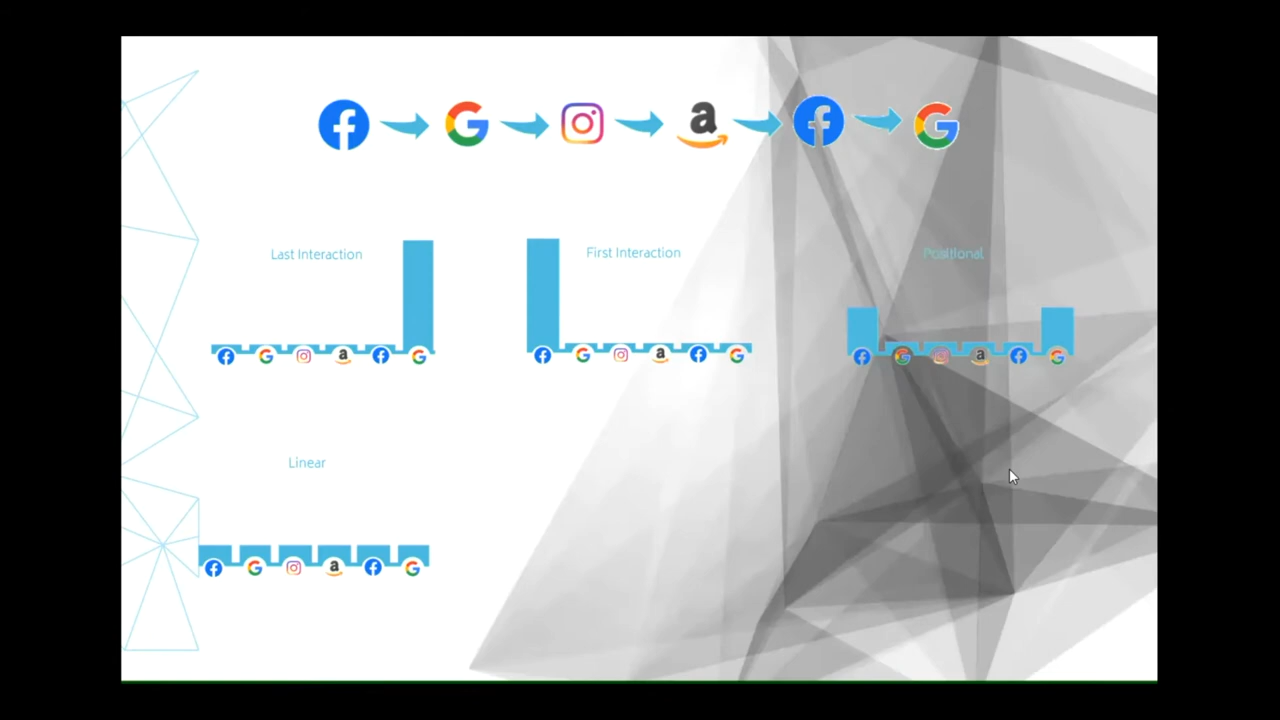 Last Interaction
First Interaction
Positional
Linear